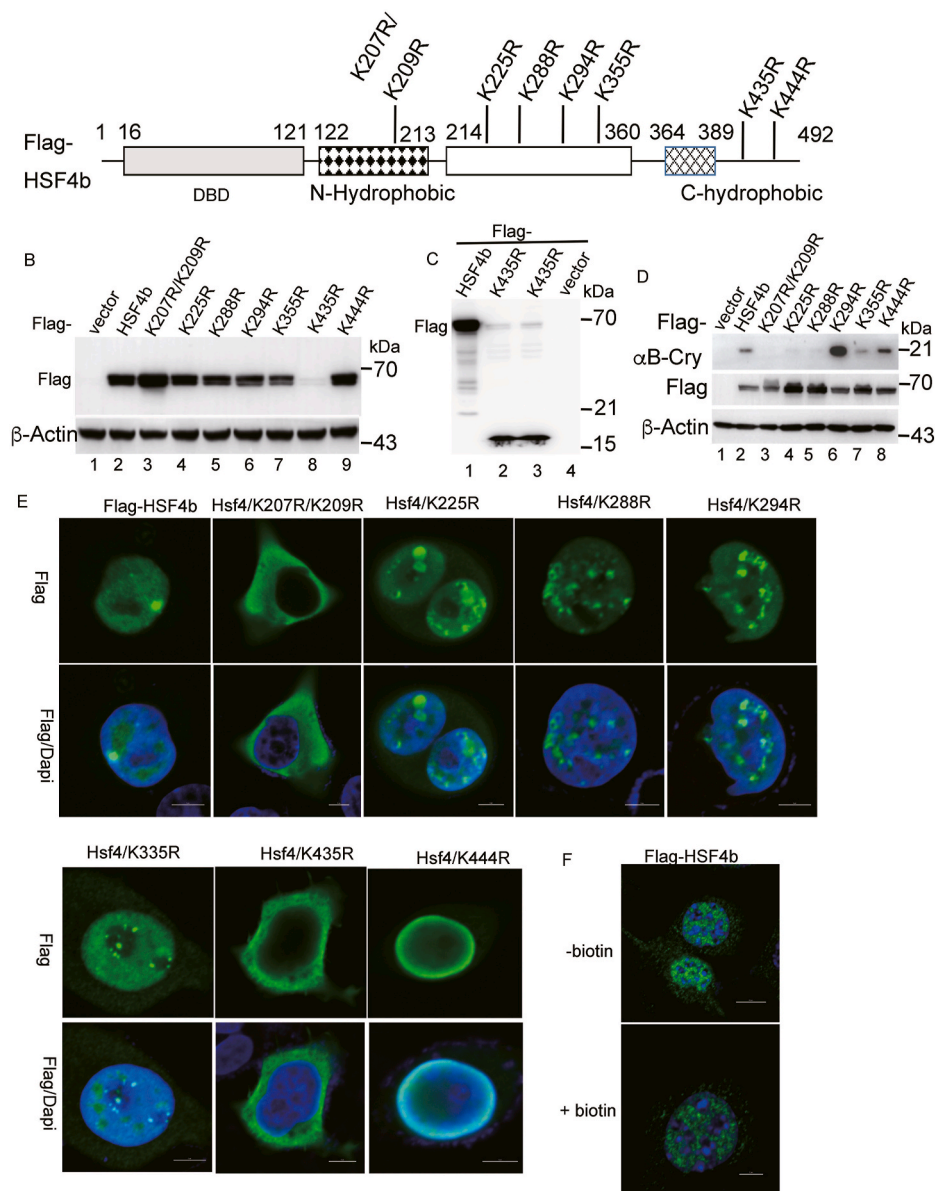 K207R/
K209R
K225R
K288R
K294R
K355R
K435R
K444R
1 16 121 122 213 214 360 364 389 492
Flag-
HSF4b
DBD N-Hydrophobic C-hydrophobic
B
Flag-
vector
HSF4b
K207R/K209R
K225R
K288R
K294R
K355R
K435R
K444R
kDa
Flag
70
β-Actin
43
1 2 3 4 5 6 7 8 9
C
Flag-
HSF4b
K435R
K435R
vector
kDa
Flag
70
21
15
1 2 3 4
D
Flag-
vector
HSF4b
K207R/K209R
K225R
K288R
K294R
K355R
K444R
kDa
αB-Cry
21
Flag
70
β-Actin
43
1 2 3 4 5 6 7 8
E
Flag-HSF4b Hsf4/K207R/K209R Hsf4/K225R Hsf4/K288R Hsf4/K294R
Flag
Flag/Dapi
Hsf4/K335R Hsf4/K435R Hsf4/K444R
Flag
Flag/Dapi
F
Flag-HSF4b
-biotin
+ biotin